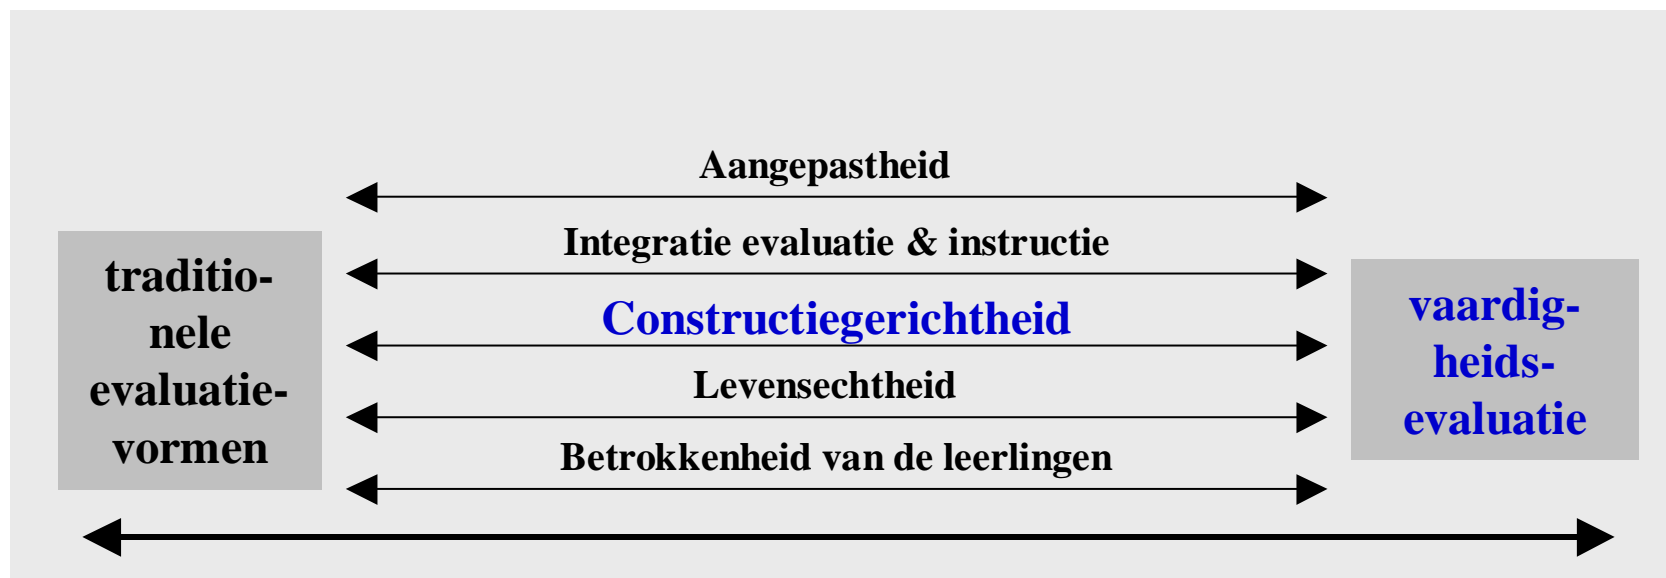 Aangepastheid
Integratie evaluatie & instructie
Constructiegerichtheid
Levensechtheid
Betrokkenheid van de leerlingen
traditio-
nele
evaluatie-
vormen
vaardig-
heids-
evaluatie